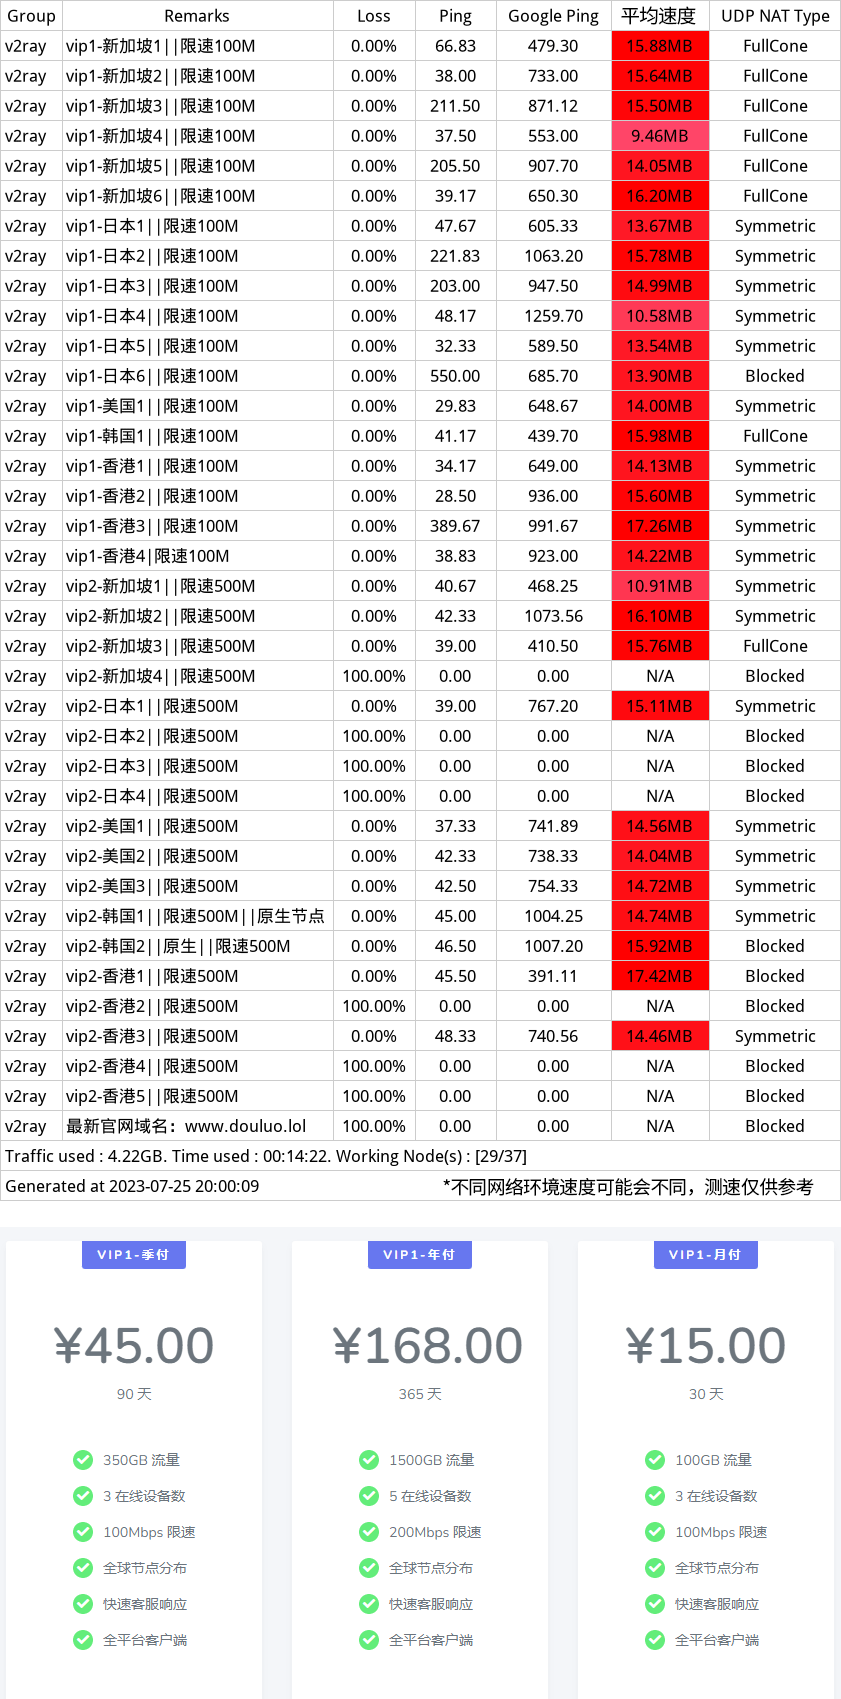 Group Remarks Loss Ping Google Ping 平均速度 UDP NAT Type
v2ray vip1-新加坡1||限速100M 0.00% 66.83 479.30 15.88MB FullCone
v2ray vip1-新加坡2||限速100M 0.00% 38.00 733.00 15.64MB FullCone
v2ray vip1-新加坡3||限速100M 0.00% 211.50 871.12 15.50MB FullCone
v2ray vip1-新加坡4||限速100M 0.00% 37.50 553.00 9.46MB FullCone
v2ray vip1-新加坡5||限速100M 0.00% 205.50 907.70 14.05MB FullCone
v2ray vip1-新加坡6||限速100M 0.00% 39.17 650.30 16.20MB FullCone
v2ray vip1-日本1||限速100M 0.00% 47.67 605.33 13.67MB Symmetric
v2ray vip1-日本2||限速100M 0.00% 221.83 1063.20 15.78MB Symmetric
v2ray vip1-日本3||限速100M 0.00% 203.00 947.50 14.99MB Symmetric
v2ray vip1-日本4||限速100M 0.00% 48.17 1259.70 10.58MB Symmetric
v2ray vip1-日本5||限速100M 0.00% 32.33 589.50 13.54MB Symmetric
v2ray vip1-日本6||限速100M 0.00% 550.00 685.70 13.90MB Blocked
v2ray vip1-美国1||限速100M 0.00% 29.83 648.67 14.00MB Symmetric
v2ray vip1-韩国1||限速100M 0.00% 41.17 439.70 15.98MB FullCone
v2ray vip1-香港1||限速100M 0.00% 34.17 649.00 14.13MB Symmetric
v2ray vip1-香港2||限速100M 0.00% 28.50 936.00 15.60MB Symmetric
v2ray vip1-香港3||限速100M 0.00% 389.67 991.67 17.26MB Symmetric
v2ray vip1-香港4|限速100M 0.00% 38.83 923.00 14.22MB Symmetric
v2ray vip2-新加坡1||限速500M 0.00% 40.67 468.25 10.91MB Symmetric
v2ray vip2-新加坡2||限速500M 0.00% 42.33 1073.56 16.10MB Symmetric
v2ray vip2-新加坡3||限速500M 0.00% 39.00 410.50 15.76MB FullCone
v2ray vip2-新加坡4||限速500M 100.00% 0.00 0.00 N/A Blocked
v2ray vip2-日本1||限速500M 0.00% 39.00 767.20 15.11MB Symmetric
v2ray vip2-日本2||限速500M 100.00% 0.00 0.00 N/A Blocked
v2ray vip2-日本3||限速500M 100.00% 0.00 0.00 N/A Blocked
v2ray vip2-日本4||限速500M 100.00% 0.00 0.00 N/A Blocked
v2ray vip2-美国1||限速500M 0.00% 37.33 741.89 14.56MB Symmetric
v2ray vip2-美国2||限速500M 0.00% 42.33 738.33 14.04MB Symmetric
v2ray vip2-美国3||限速500M 0.00% 42.50 754.33 14.72MB Symmetric
v2ray vip2-韩国1||限速500M||原生节点 0.00% 45.00 1004.25 14.74MB Symmetric
v2ray vip2-韩国2||原生||限速500M 0.00% 46.50 1007.20 15.92MB Blocked
v2ray vip2-香港1||限速500M 0.00% 45.50 391.11 17.42MB Blocked
v2ray vip2-香港2||限速500M 100.00% 0.00 0.00 N/A Blocked
v2ray vip2-香港3||限速500M 0.00% 48.33 740.56 14.46MB Symmetric
v2ray vip2-香港4||限速500M 100.00% 0.00 0.00 N/A Blocked
v2ray vip2-香港5||限速500M 100.00% 0.00 0.00 N/A Blocked
v2ray 最新官网域名：www.douluo.lol 100.00% 0.00 0.00 N/A Blocked
Traffic used : 4.22GB. Time used : 00:14:22. Working Node(s) : [29/37]
Generated at 2023-07-25 20:00:09 *不同网络环境速度可能会不同，测速仅供参考
VIP1-季付
¥45.00
90 天
350GB 流量
3 在线设备数
100Mbps 限速
全球节点分布
快速客服响应
全平台客户端
VIP1-年付
¥168.00
365 天
1500GB 流量
5 在线设备数
200Mbps 限速
全球节点分布
快速客服响应
全平台客户端
VIP1-月付
¥15.00
30 天
100GB 流量
3 在线设备数
100Mbps 限速
全球节点分布
快速客服响应
全平台客户端